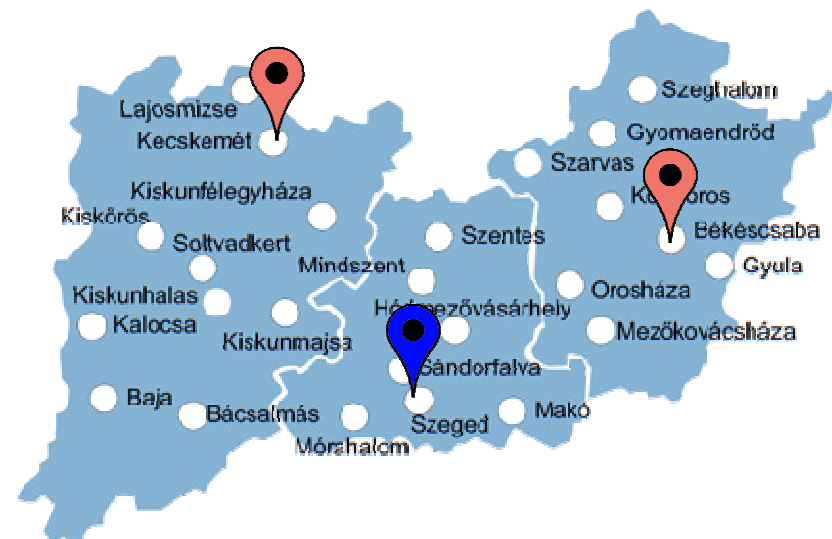 Szeghalom
Lajosmizse
Gyomaendrőd
Kecskemét
Szarvas
Kiskunfélegyháza
Kiskőrös
Békéscsaba
Soltvadkert
Szentes
Mindszent
Gyula
Kiskunhalas
Orosháza
Hódmezővásárhely
Kalocsa
Mezőkovácsháza
Kiskunmajsa
Sándorfalva
Baja
Bácsalmás
Makó
Szeged
Mórahalom